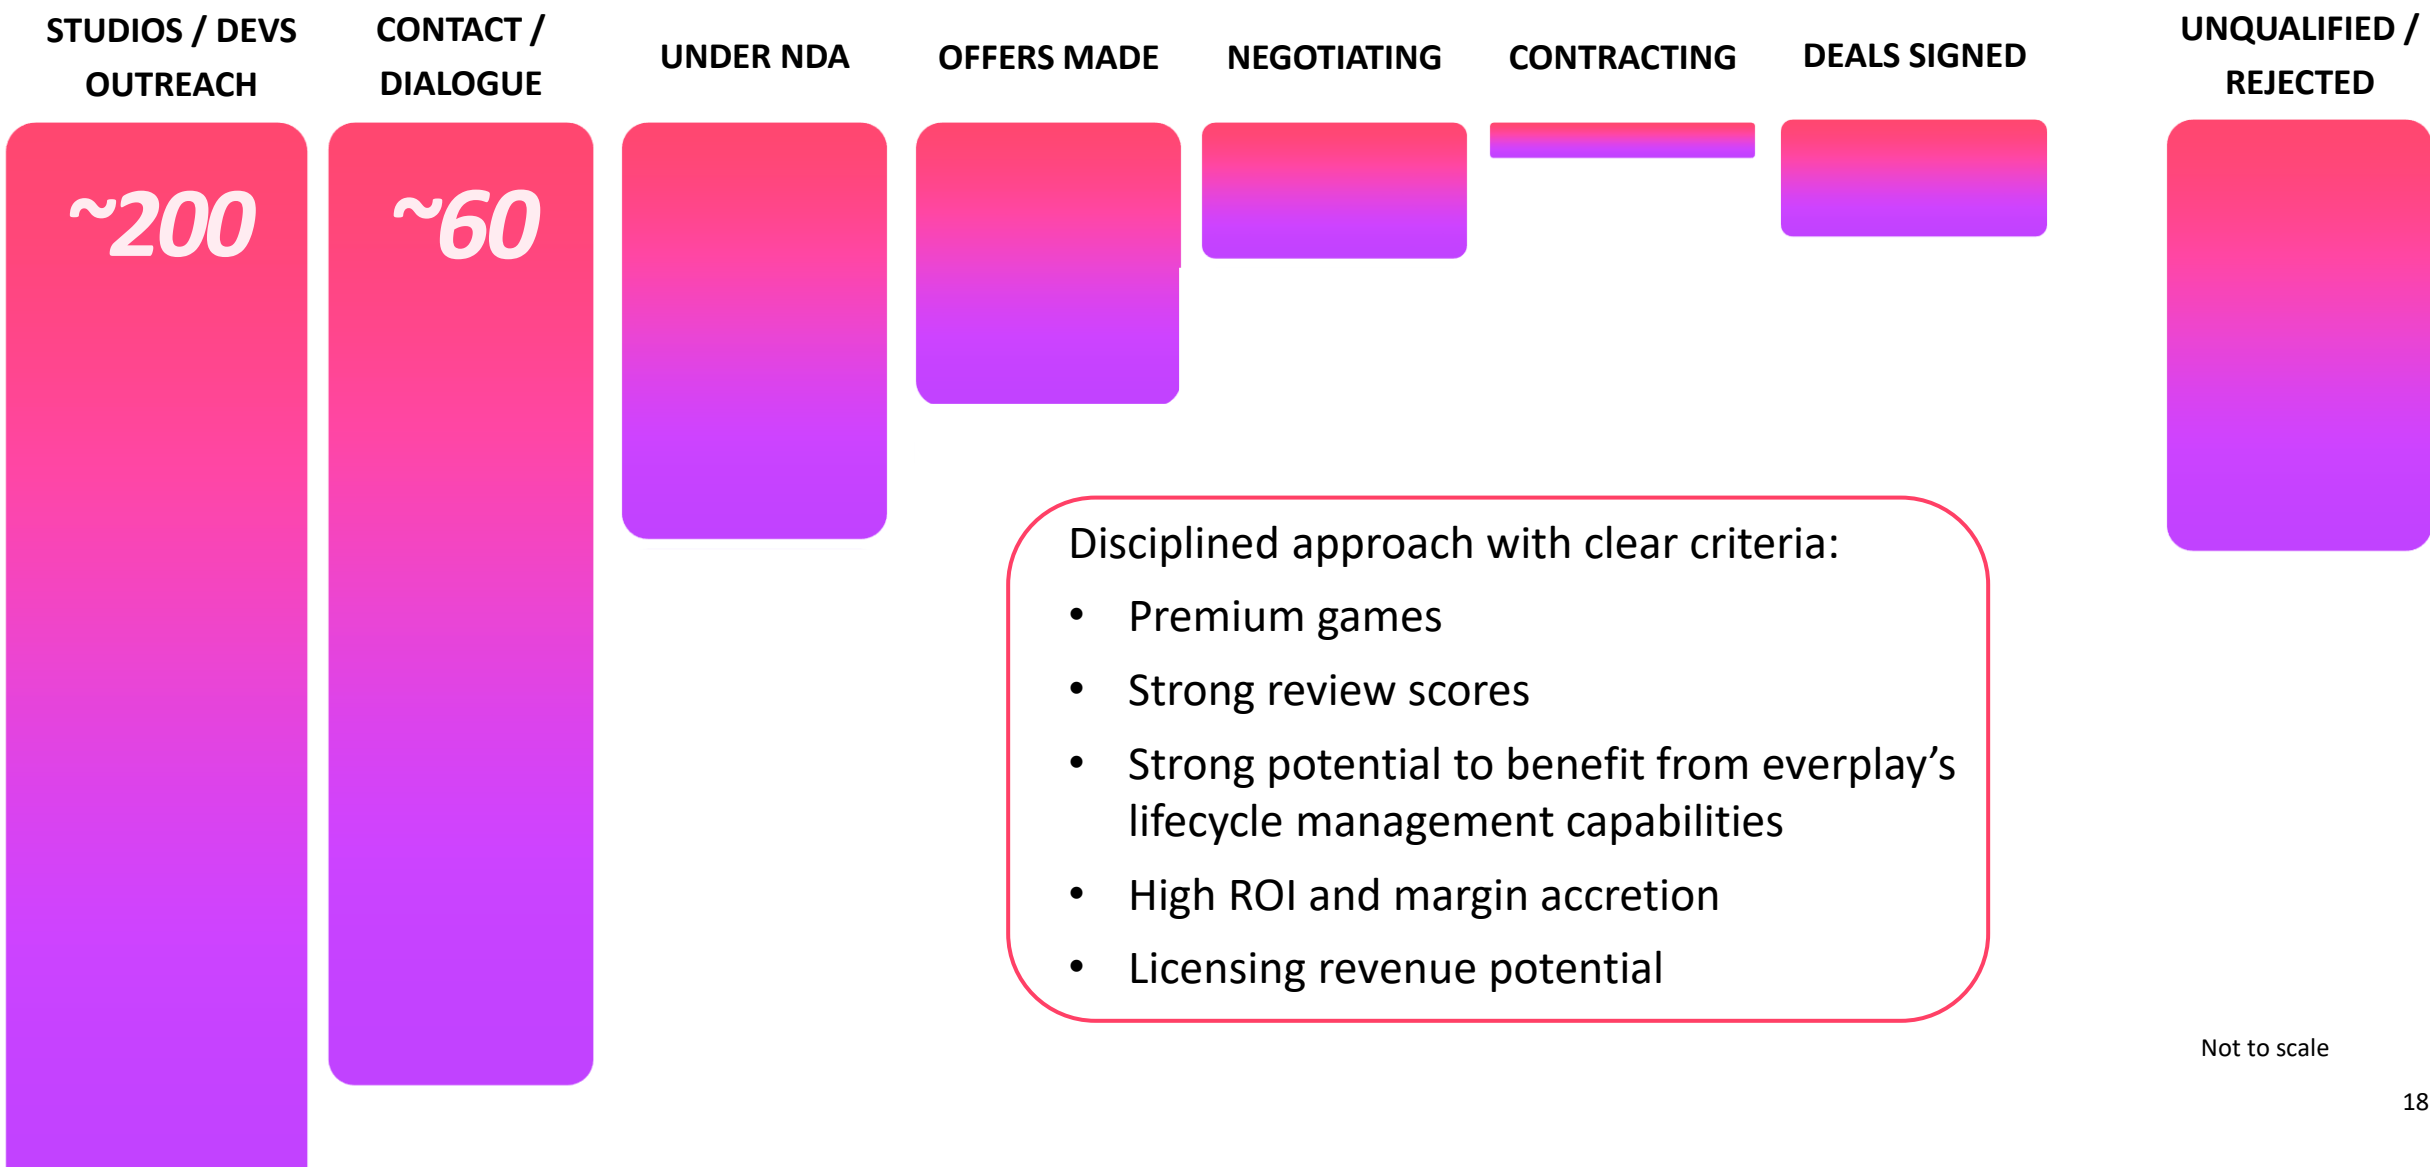 STUDIOS / DEVS
OUTREACH
CONTACT /
DIALOGUE
UNDER NDA
OFFERS MADE
NEGOTIATING
CONTRACTING
DEALS SIGNED
UNQUALIFIED /
REJECTED
~200
~60
Disciplined approach with clear criteria:
• Premium games
• Strong review scores
• Strong potential to benefit from everplay’s
lifecycle management capabilities
• High ROI and margin accretion
• Licensing revenue potential
Not to scale
18